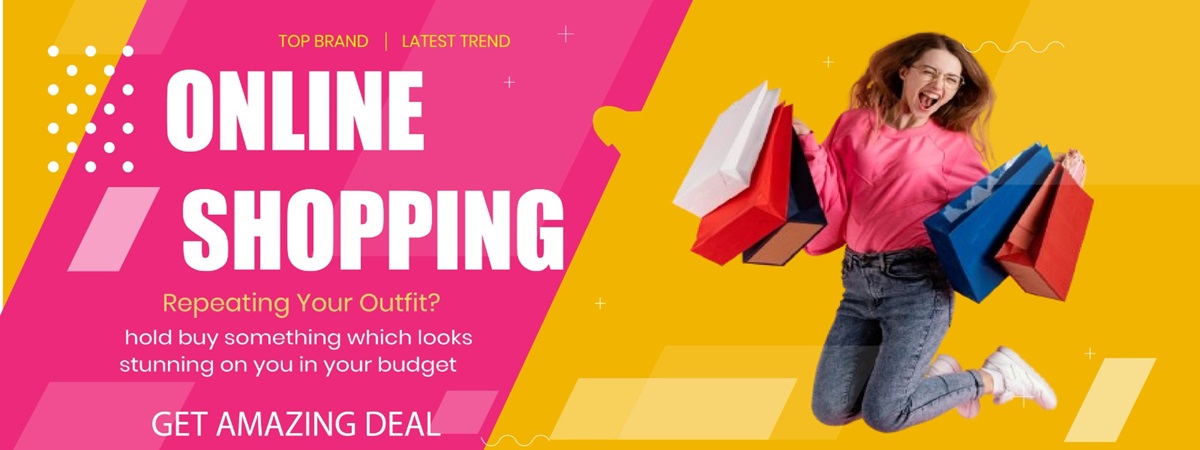 TOP BRAND | LATEST TREND
ONLINE
SHOPPING
Repeating Your Outfit?
hold buy something which looks
stunning on you in your budget
GET AMAZING DEAL